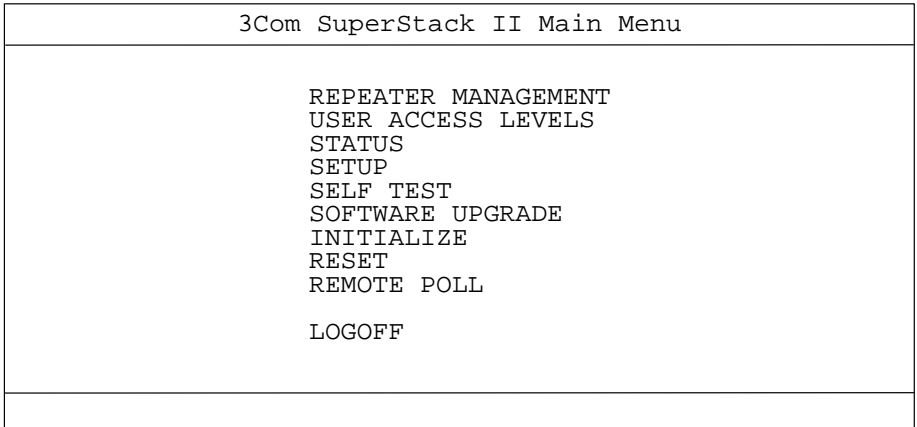 3Com SuperStack II Main Menu
REPEATER MANAGEMENT
USER ACCESS LEVELS
STATUS
SETUP
SELF TEST
SOFTWARE UPGRADE
INITIALIZE
RESET
REMOTE POLL
LOGOFF